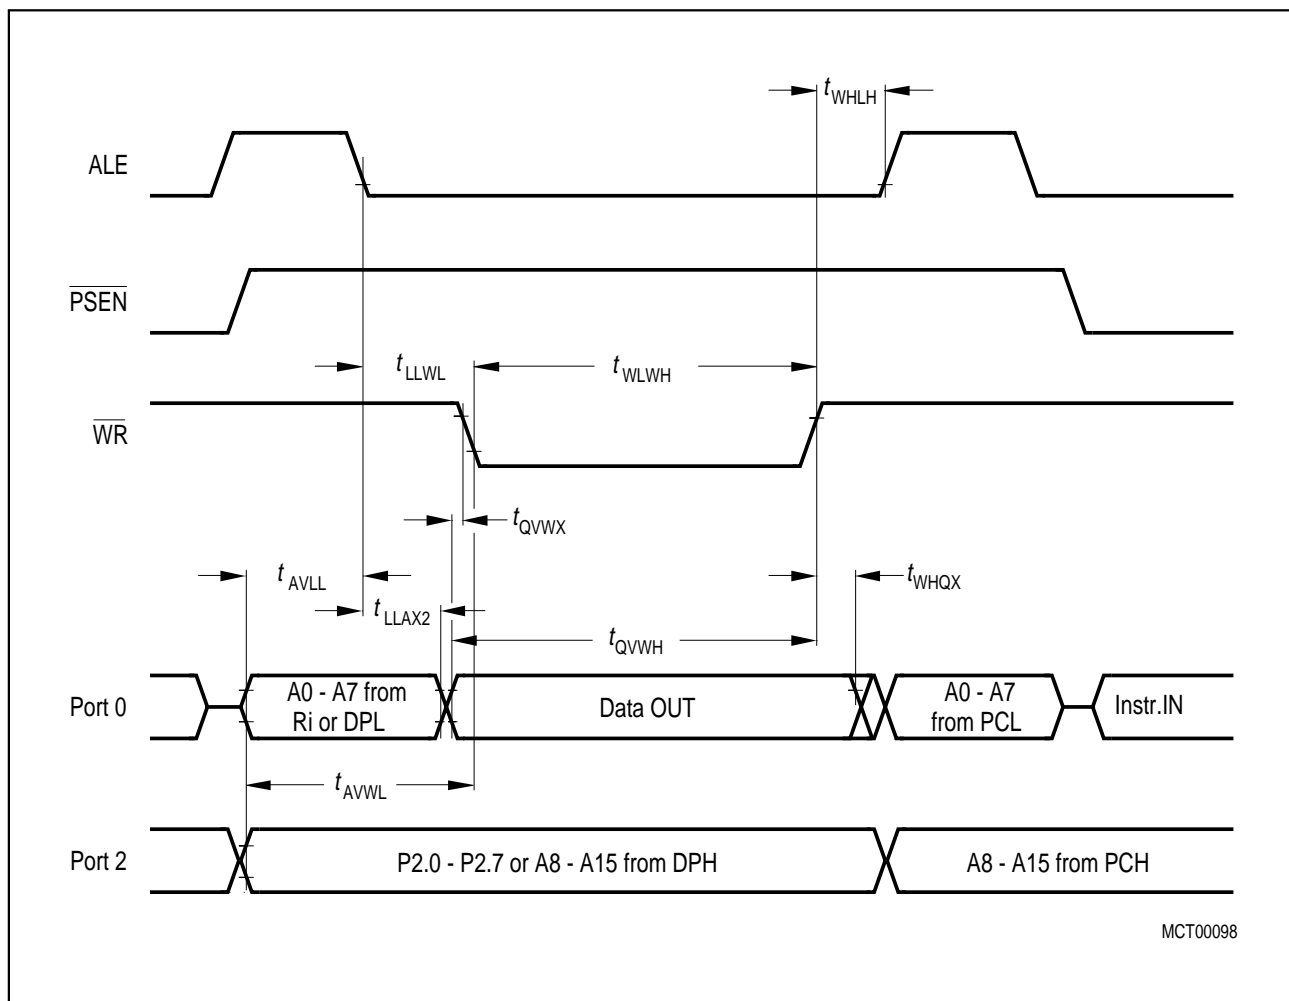 tWHLH
ALE
PSEN
tLLWL
tWLWH
WR
tQVWX
tAVLL
tWHQX
tLLAX2
tQVWH
Port 0
A0 - A7 from
Ri or DPL
Data OUT
A0 - A7
from PCL
Instr.IN
tAVWL
Port 2
P2.0 - P2.7 or A8 - A15 from DPH
A8 - A15 from PCH
MCT00098